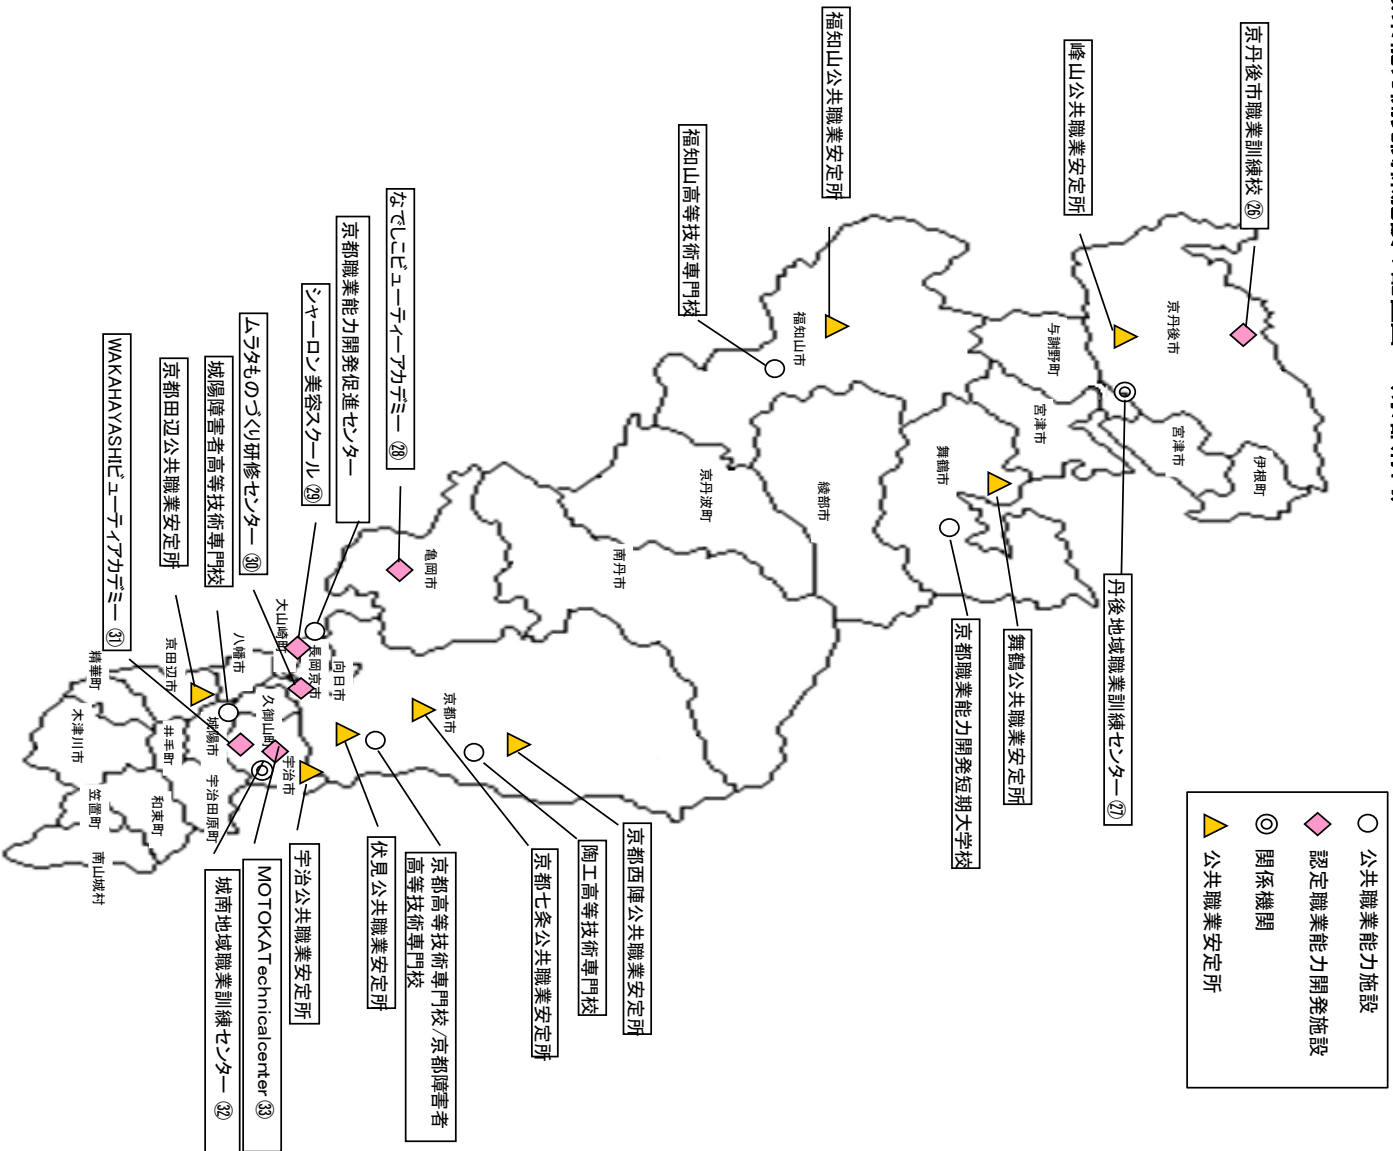 公共職業能力施設
認定職業能力開発施設
関係機関
公共職業安定所
京丹後市職業訓練校 ㉖
峰山公共職業安定所
福知山公共職業安定所
福知山高等技術専門校
なでしこビューティーアカデミー ㉘
京都職業能力開発促進センター
シャーロン美容スクール ㉙
ムラタものづくり研修センター ㉚
城陽障害者高等技術専門校
京都田辺公共職業安定所
WAKAHAYASHIビューティアカデミー ㉛
伊根町
京丹後市
宮津市
与謝野町
宮津市
舞鶴市
綾部市
福知山市
京丹波町
南丹市
亀岡市
京都市
向日市
長岡京市
大山崎町
宇治市
久御山町
八幡市
城陽市
宇治田原町
京田辺市
井手町
和束町
精華町
木津川市
笠置町
南山城村
丹後地域職業訓練センター ㉗
舞鶴公共職業安定所
京都職業能力開発短期大学校
京都西陣公共職業安定所
陶工高等技術専門校
京都七条公共職業安定所
京都高等技術専門校/京都障害者
高等技術専門校
伏見公共職業安定所
宇治公共職業安定所
MOTOKATechnicalcenter ㉝
城南地域職業訓練センター ㉜